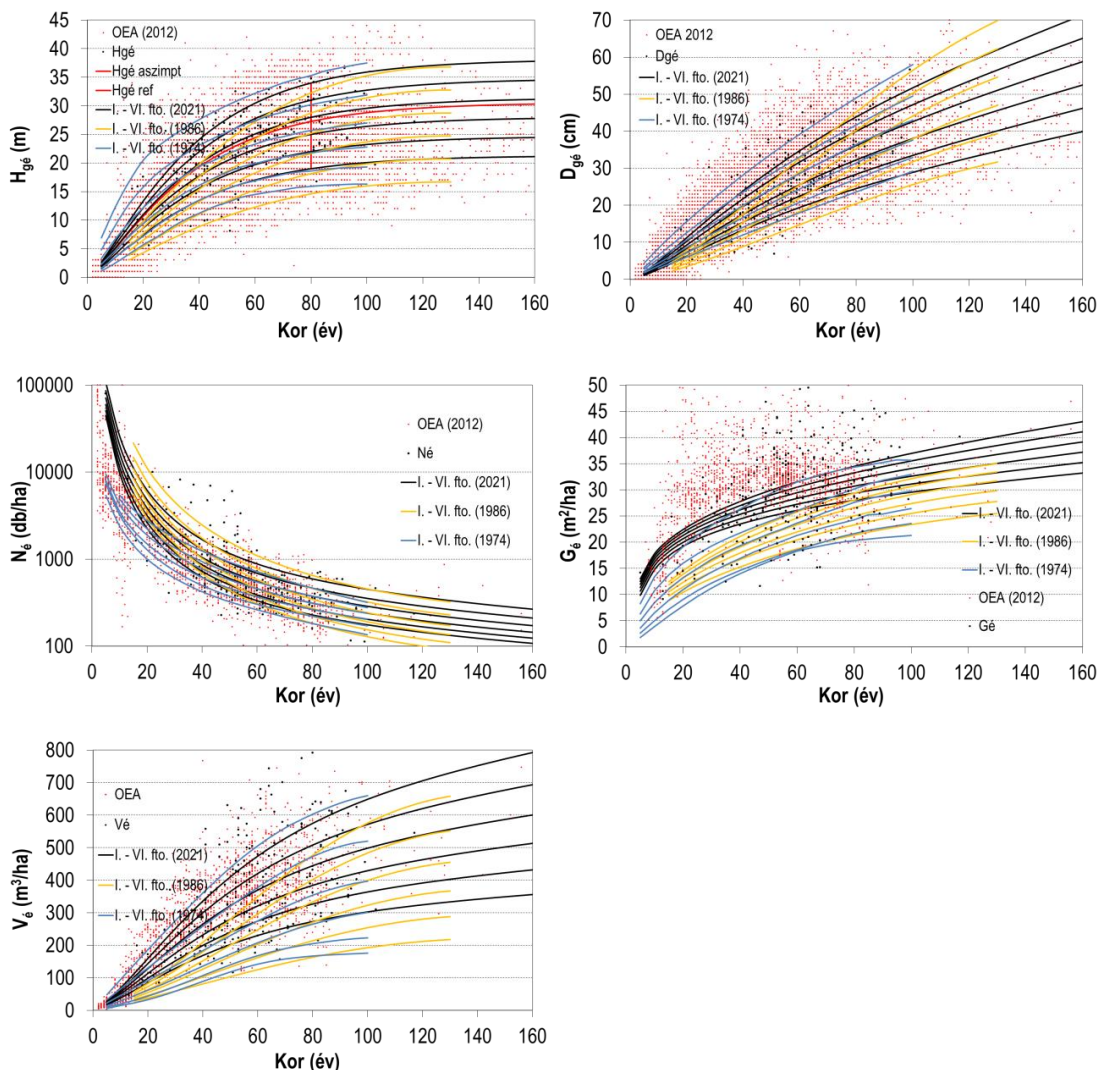 45
40
35
30
25
20
15
10
5
0
H_gé (m)
OEA (2012)
Hgé
Hgé aszimpt
Hgé ref
I. - VI. fto. (2021)
I. - VI. fto. (1986)
I. - VI. fto. (1974)
0 20 40 60 80 100 120 140 160
Kor (év)
70
60
50
40
30
20
10
0
D_gé (cm)
OEA 2012
Dgé
I. - VI. fto. (2021)
I. - VI. fto. (1986)
I. - VI. fto. (1974)
0 20 40 60 80 100 120 140 160
Kor (év)
100000
10000
1000
100
N_é (db/ha)
OEA (2012)
Né
I. - VI. fto. (2021)
I. - VI. fto. (1986)
I. - VI. fto. (1974)
0 20 40 60 80 100 120 140 160
Kor (év)
50
45
40
35
30
25
20
15
10
5
0
G_é (m²/ha)
I. - VI. fto. (2021)
I. - VI. fto. (1986)
I. - VI. fto. (1974)
OEA (2012)
Gé
0 20 40 60 80 100 120 140 160
Kor (év)
800
700
600
500
400
300
200
100
0
V_é (m³/ha)
OEA
Vé
I. - VI. fto. (2021)
I. - VI. fto. (1986)
I. - VI. fto. (1974)
0 20 40 60 80 100 120 140 160
Kor (év)